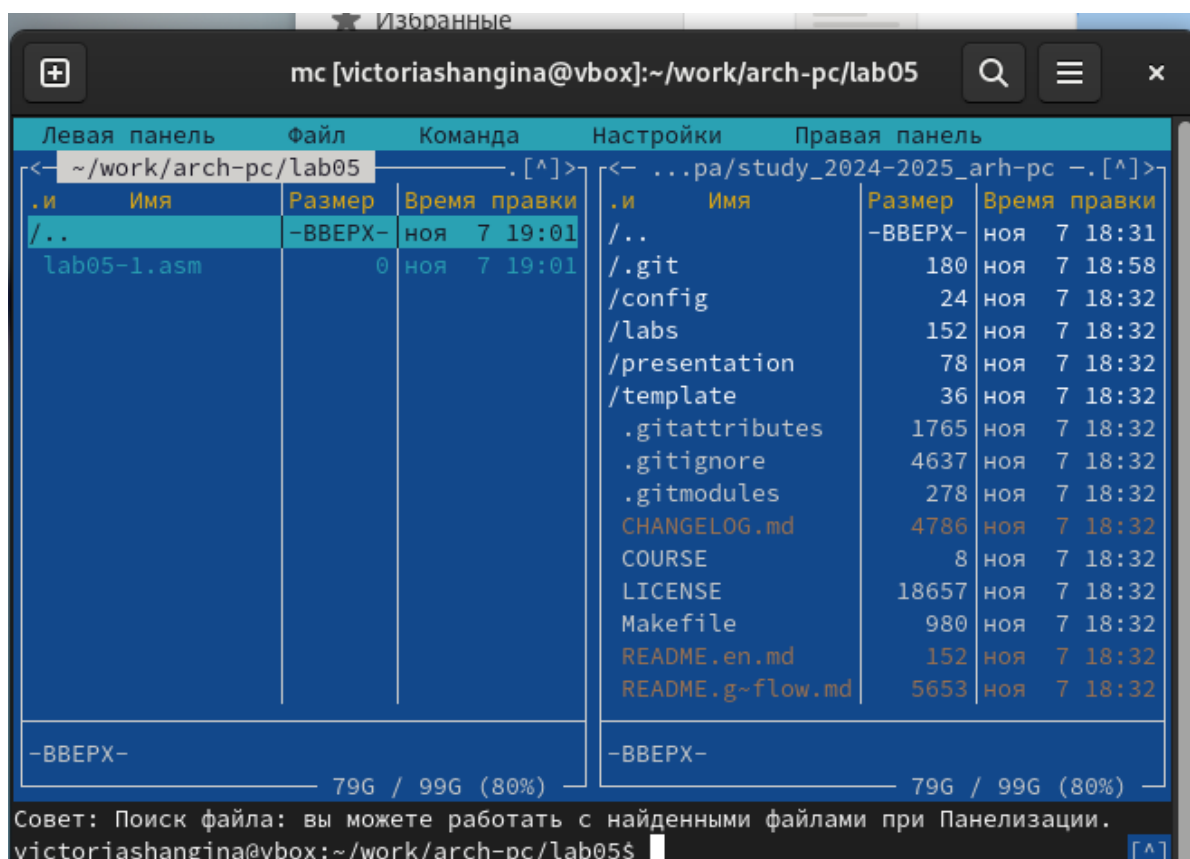 Избранные
mc [victoriashangina@vbox]:~/work/arch-pc/lab05
Левая панель Файл Команда Настройки Правая панель
<— ~/work/arch-pc/lab05 .[^]> <— ...pa/study_2024-2025_arh-pc —.[^]>
.и Имя Размер Время правки .и Имя Размер Время правки
/.. -ВВЕРХ- ноя 7 19:01 /.. -ВВЕРХ- ноя 7 18:31
lab05-1.asm 0 ноя 7 19:01 /.git 180 ноя 7 18:58
/config 24 ноя 7 18:32
/labs 152 ноя 7 18:32
/presentation 78 ноя 7 18:32
/template 36 ноя 7 18:32
.gitattributes 1765 ноя 7 18:32
.gitignore 4637 ноя 7 18:32
.gitmodules 278 ноя 7 18:32
CHANGELOG.md 4786 ноя 7 18:32
COURSE 8 ноя 7 18:32
LICENSE 18657 ноя 7 18:32
Makefile 980 ноя 7 18:32
README.en.md 152 ноя 7 18:32
README.g~flow.md 5653 ноя 7 18:32
-ВВЕРХ- -ВВЕРХ-
79G / 99G (80%) 79G / 99G (80%)
Совет: Поиск файла: вы можете работать с найденными файлами при Панелизации.
victoriashangina@vbox:~/work/arch-pc/lab05$ [^]